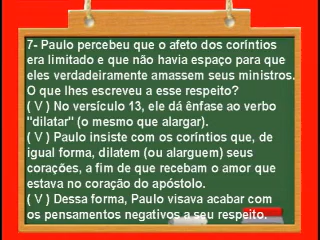 7- Paulo percebeu que o afeto dos coríntios
era limitado e que não havia espaço para que
eles verdadeiramente amassem seus ministros.
O que lhes escreveu a esse respeito?
( V ) No versículo 13, ele dá ênfase ao verbo
"dilatar" (o mesmo que alargar).
( V ) Paulo insiste com os coríntios que, de
igual forma, dilatem (ou alarguem) seus
corações, a fim de que recebam o amor que
estava no coração do apóstolo.
( V ) Dessa forma, Paulo visava acabar com
os pensamentos negativos a seu respeito.